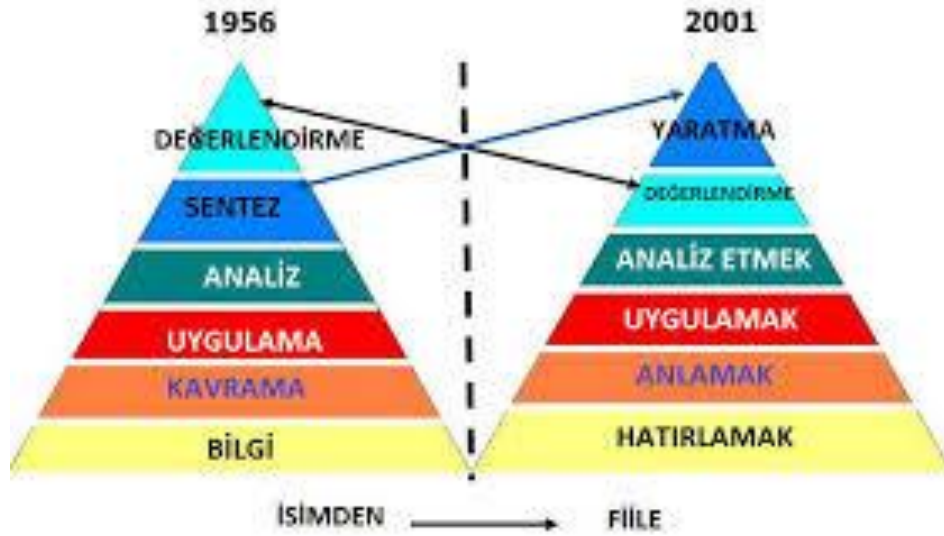 1956
DEĞERLENDİRME
SENTEZ
ANALİZ
UYGULAMA
KAVRAMA
BİLGİ
2001
YARATMA
DEĞERLENDİRME
ANALİZ ETMEK
UYGULAMAK
ANLAMAK
HATIRLAMAK
İSİMDEN FİİLE